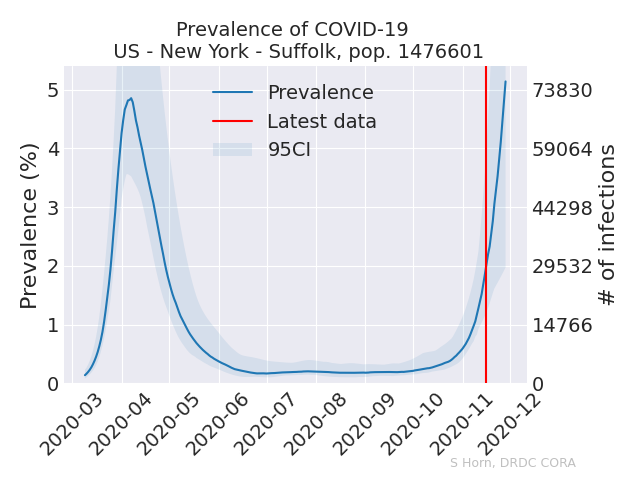 Prevalence of COVID-19
US - New York - Suffolk, pop. 1476601
Prevalence
Latest data
95CI
Prevalence (%)
5
4
3
2
1
0
73830
59064
44298
29532
14766
0
# of infections
2020-03
2020-04
2020-05
2020-06
2020-07
2020-08
2020-09
2020-10
2020-11
2020-12
S Horn, DRDC CORA